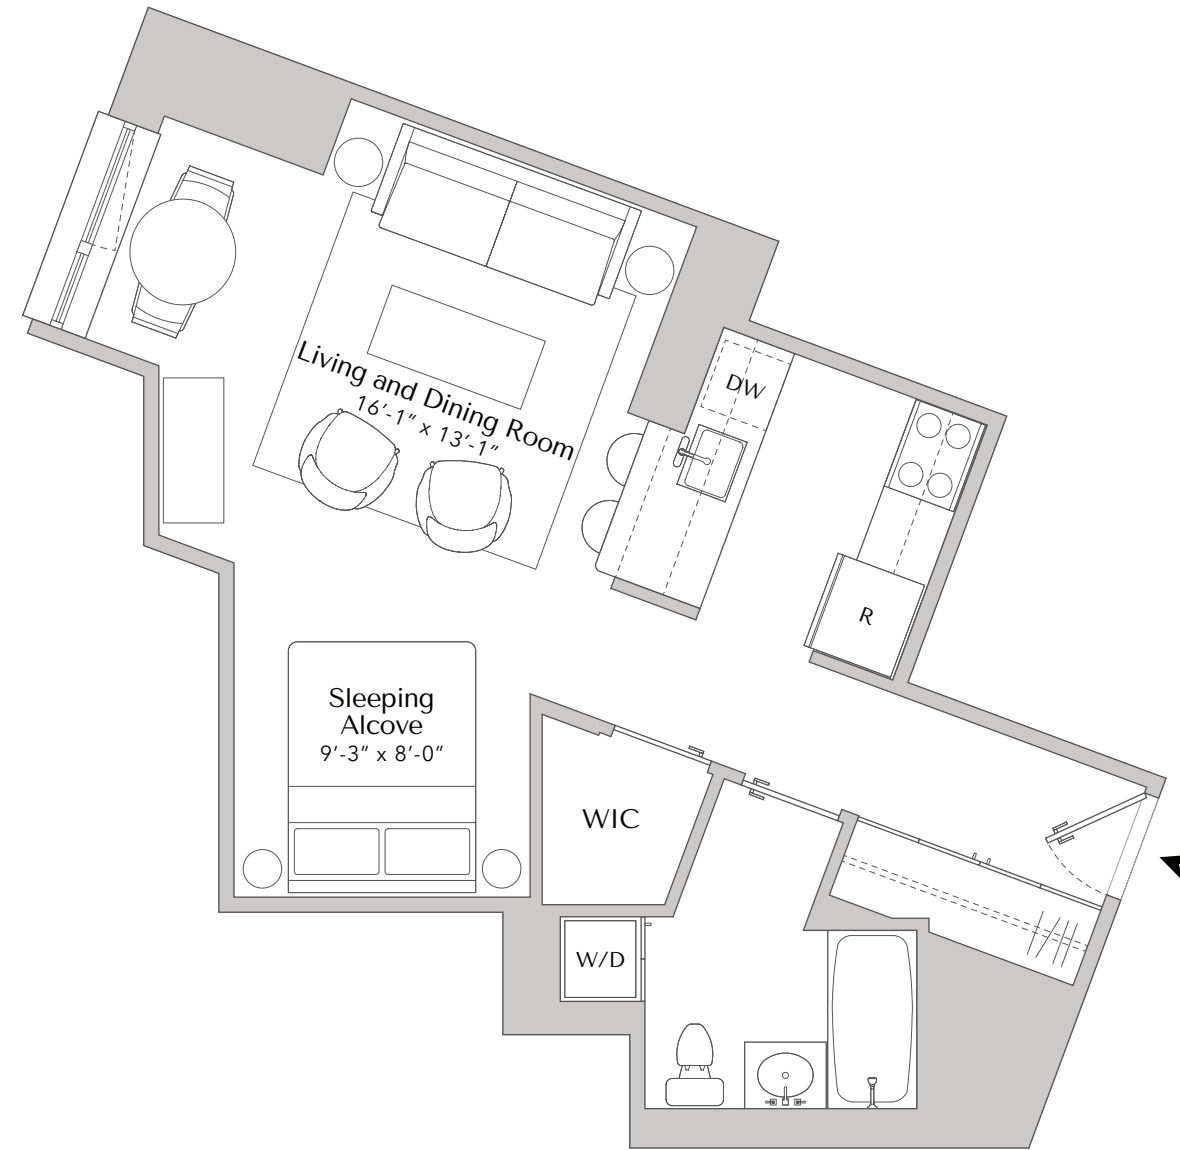 Living and Dining Room
16′-1″ x 13′-1″
DW
R
Sleeping
Alcove
9′-3″ x 8′-0″
WIC
W/D